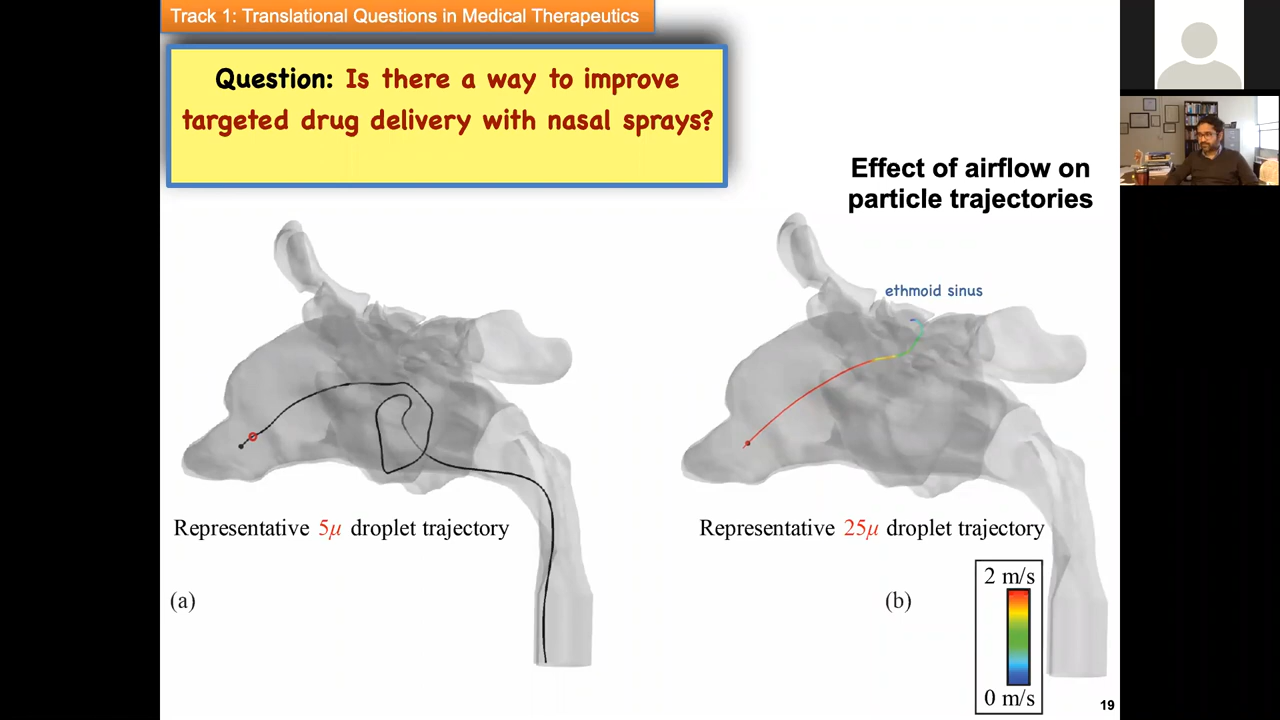 Track 1: Translational Questions in Medical Therapeutics
Question: Is there a way to improve
targeted drug delivery with nasal sprays?
Effect of airflow on
particle trajectories
ethmoid sinus
Representative 5μ droplet trajectory
Representative 25μ droplet trajectory
(a)
(b)
2 m/s
0 m/s
19